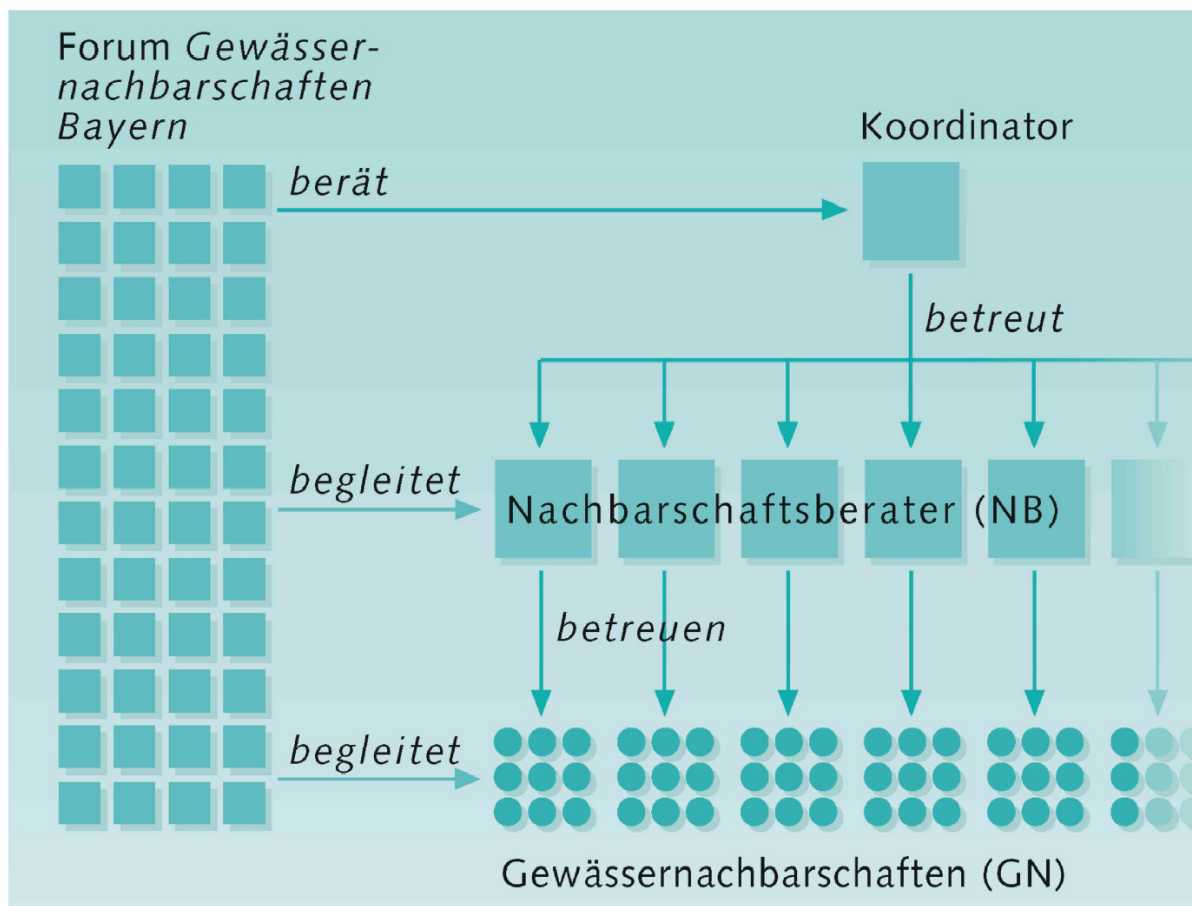 Forum Gewässer-
nachbarschaften
Bayern
Koordinator
berät
betreut
begleitet
Nachbarschaftsberater (NB)
betreuen
begleitet
Gewässernachbarschaften (GN)